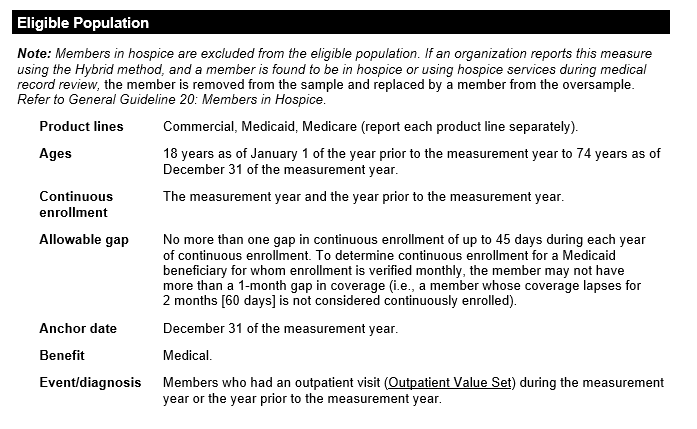 Eligible Population
Note: Members in hospice are excluded from the eligible population. If an organization reports this measure
using the Hybrid method, and a member is found to be in hospice or using hospice services during medical
record review, the member is removed from the sample and replaced by a member from the oversample.
Refer to General Guideline 20: Members in Hospice.
Product lines Commercial, Medicaid, Medicare (report each product line separately).
Ages 18 years as of January 1 of the year prior to the measurement year to 74 years as of
December 31 of the measurement year.
Continuous The measurement year and the year prior to the measurement year.
enrollment
Allowable gap No more than one gap in continuous enrollment of up to 45 days during each year
of continuous enrollment. To determine continuous enrollment for a Medicaid
beneficiary for whom enrollment is verified monthly, the member may not have
more than a 1-month gap in coverage (i.e., a member whose coverage lapses for
2 months [60 days] is not considered continuously enrolled).
Anchor date December 31 of the measurement year.
Benefit Medical.
Event/diagnosis Members who had an outpatient visit (Outpatient Value Set) during the measurement
year or the year prior to the measurement year.